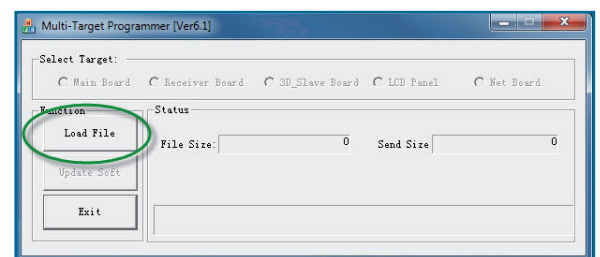 Multi-Target Programmer [Ver6.1]
Select Target:
Main Board Receiver Board 3D_Slave Board LCD Panel Net Board
Function Status
Load File
File Size: 0 Send Size 0
Update Soft
Exit